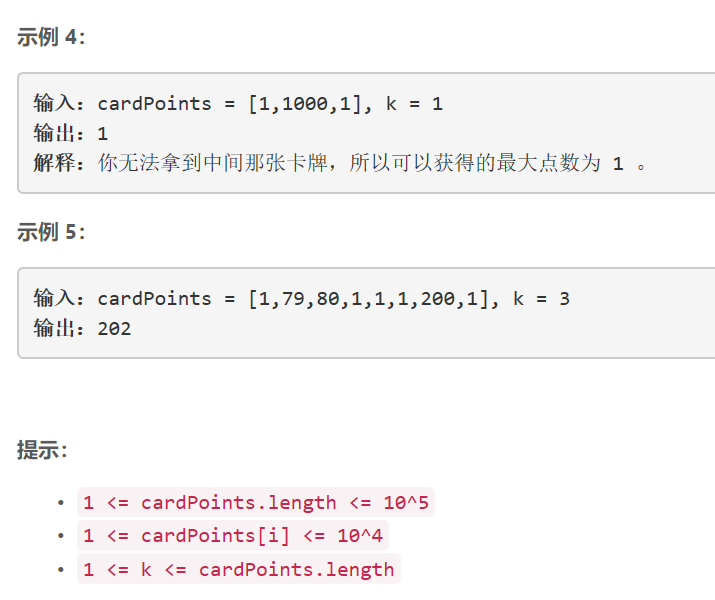 示例 4：
输入：cardPoints = [1,1000,1], k = 1
输出：1
解释：你无法拿到中间那张卡牌，所以可以获得的最大点数为 1 。
示例 5：
输入：cardPoints = [1,79,80,1,1,1,200,1], k = 3
输出：202
提示：
• 1 <= cardPoints.length <= 10^5
• 1 <= cardPoints[i] <= 10^4
• 1 <= k <= cardPoints.length